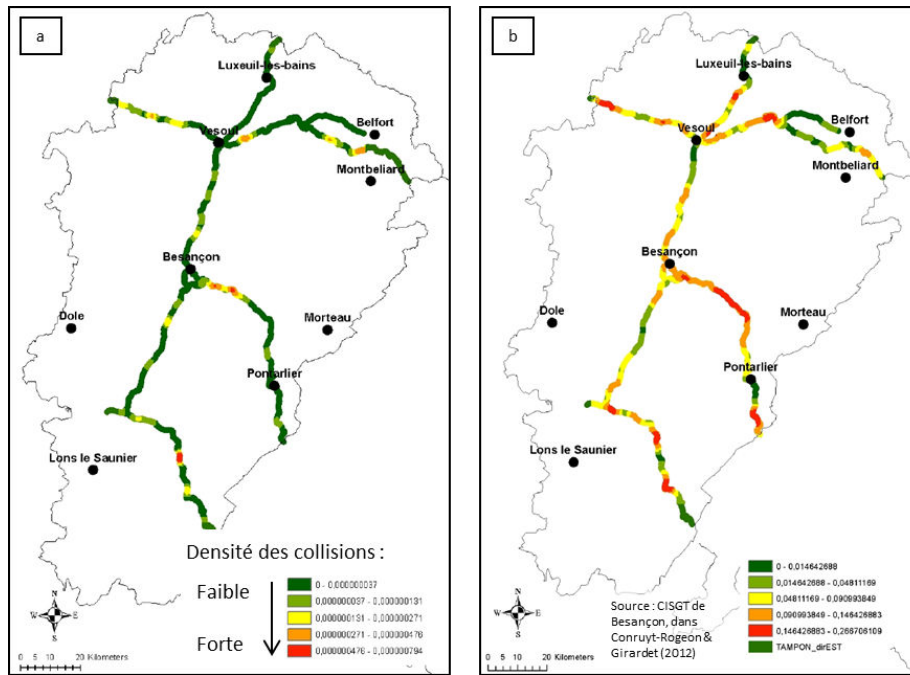 a
Luxeuil-les-bains
Vesoul
Belfort
Montbeliard
Besançon
Dole
Morteau
Pontarlier
Lons le Saunier
Densité des collisions :
Faible
Forte
0 - 0,000000037
0,000000037 - 0,000000131
0,000000131 - 0,000000271
0,000000271 - 0,000000476
0,000000476 - 0,000000794
N
W E
S
0 10 20 Kilometers
b
Luxeuil-les-bains
Vesoul
Belfort
Montbeliard
Besançon
Dole
Morteau
Pontarlier
Lons le Saunier
Source : CISGT de
Besançon, dans
Conruyt-Rogeon &
Girardet (2012)
0 - 0,014642688
0,014642688 - 0,04811169
0,04811169 - 0,090993849
0,090993849 - 0,146426883
0,146426883 - 0,266706109
TAMPON_dirEST
N
W E
S
0 5 10 20 Kilometers